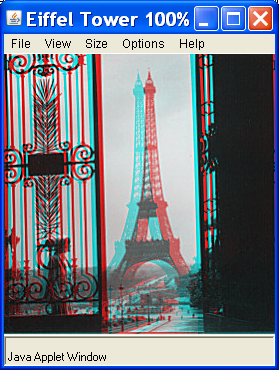 Eiffel Tower 100%
File View Size Options Help
Java Applet Window